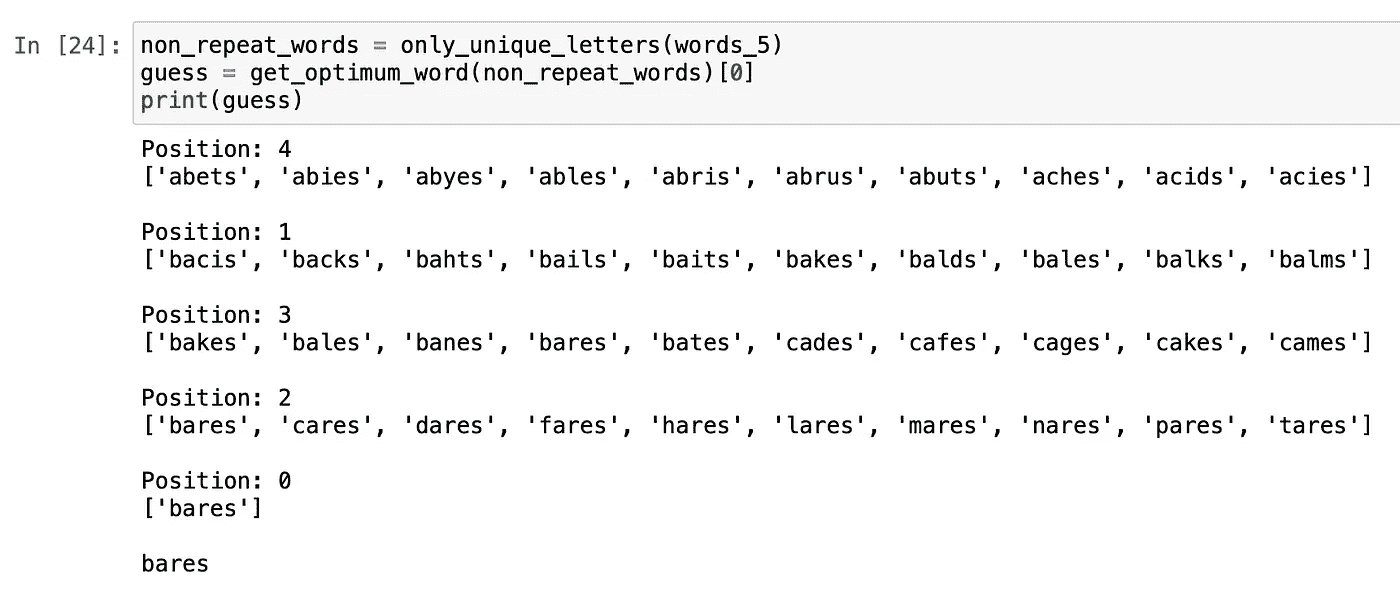 In [24]: non_repeat_words = only_unique_letters(words_5)
guess = get_optimum_word(non_repeat_words)[0]
print(guess)
Position: 4
['abets', 'abies', 'abyes', 'ables', 'abris', 'abrus', 'abuts', 'aches', 'acids', 'acies']
Position: 1
['bacis', 'backs', 'bahts', 'bails', 'baits', 'bakes', 'balds', 'bales', 'balks', 'balms']
Position: 3
['bakes', 'bales', 'banes', 'bares', 'bates', 'cades', 'cafes', 'cages', 'cakes', 'cames']
Position: 2
['bares', 'cares', 'dares', 'fares', 'hares', 'lares', 'mares', 'nares', 'pares', 'tares']
Position: 0
['bares']
bares